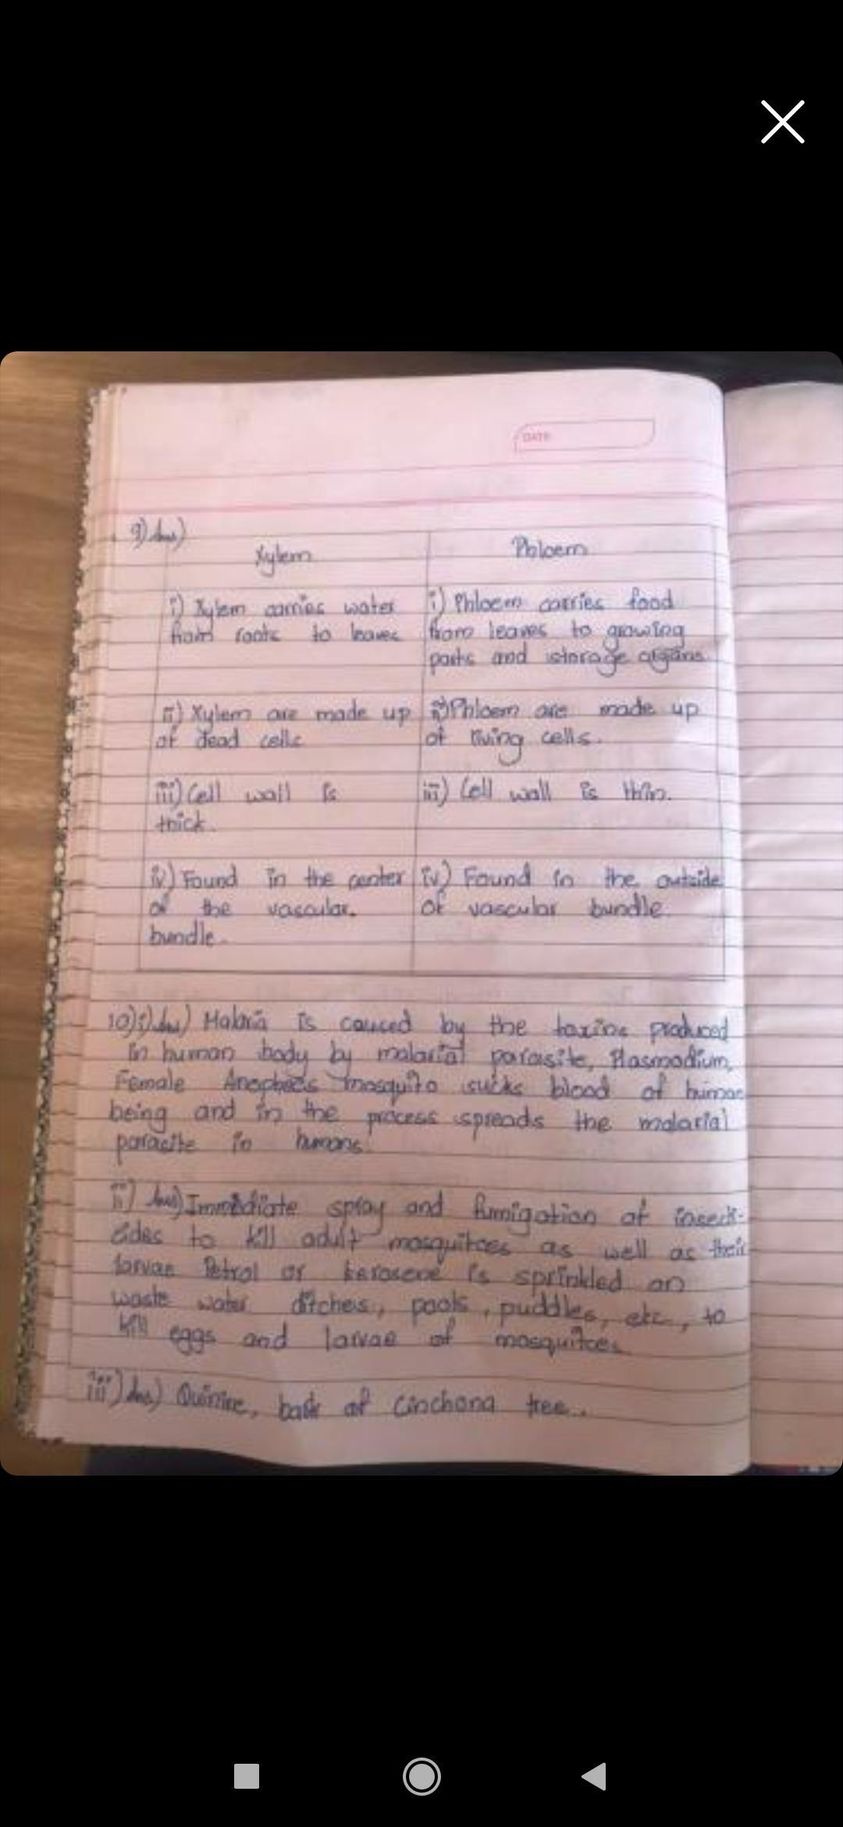 DATE
9) Ans)
Xylem
Phloem
i) Xylem carries water
from roots to leaves
i) Phloem carries food
from leaves to growing
parts and storage organs
ii) Xylem are made up
of dead cells
ii) Phloem are made up
of living cells.
iii) Cell wall is
thick.
iii) Cell wall is thin.
iv) Found in the center
of the vascular.
bundle.
iv) Found in the outside
of vascular bundle
10) i) Ans) Malaria is caused by the toxins produced
in human body by malarial parasite, Plasmodium,
Female Anopheles mosquito sucks blood of human
being and in the process spreads the malarial
parasite in humans.
ii) Ans) Immediate spray and fumigation of insecti-
cides to kill adult mosquitoes as well as their
larvae Petrol or kerosene is sprinkled on
waste water ditches, pools, puddles, etc., to
kill eggs and larvae of mosquitoes
iii) Ans) Quinine, bark of Cinchona tree.